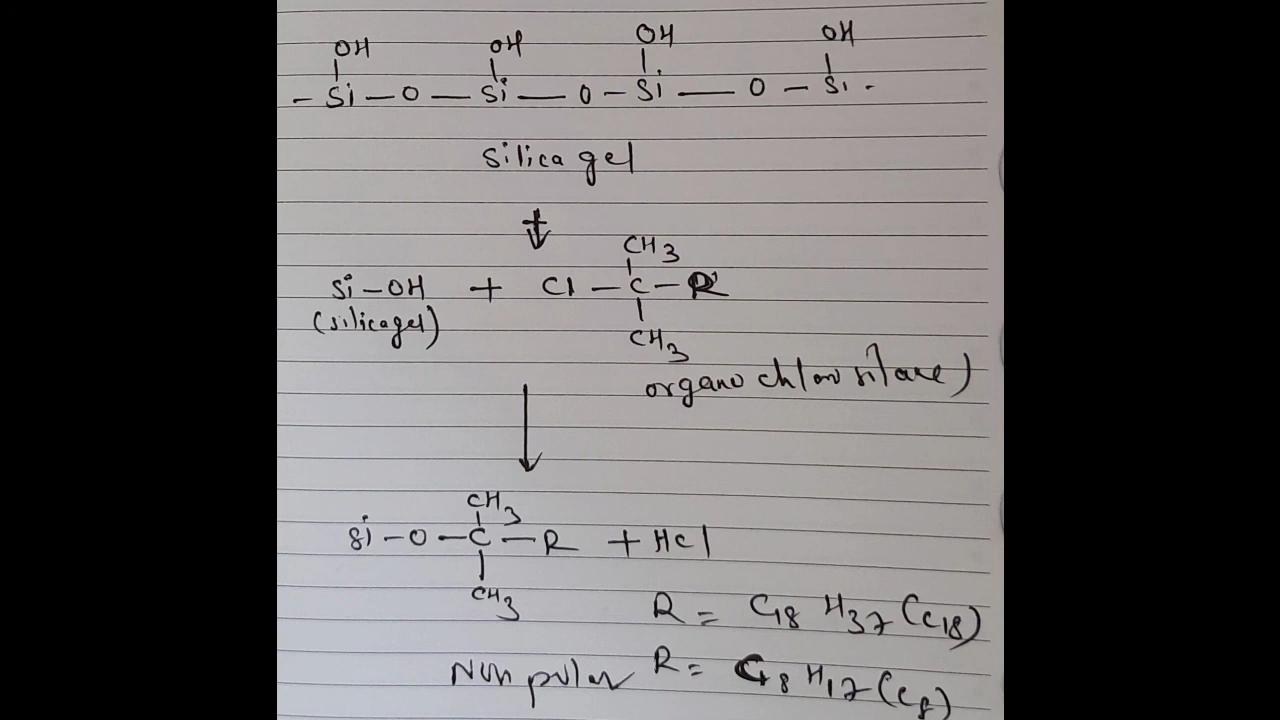 OH OH OH OH
- Si - O - Si - O - Si - O - Si -
silica gel
↓
CH3
Si - OH + Cl - C - R
(silicagel)
CH3
organo chloro silane)
↓
CH3
Si - O - C - R + HCl
CH3
R = C18 H37 (C18)
Non polar R = C8 H17 (C8)